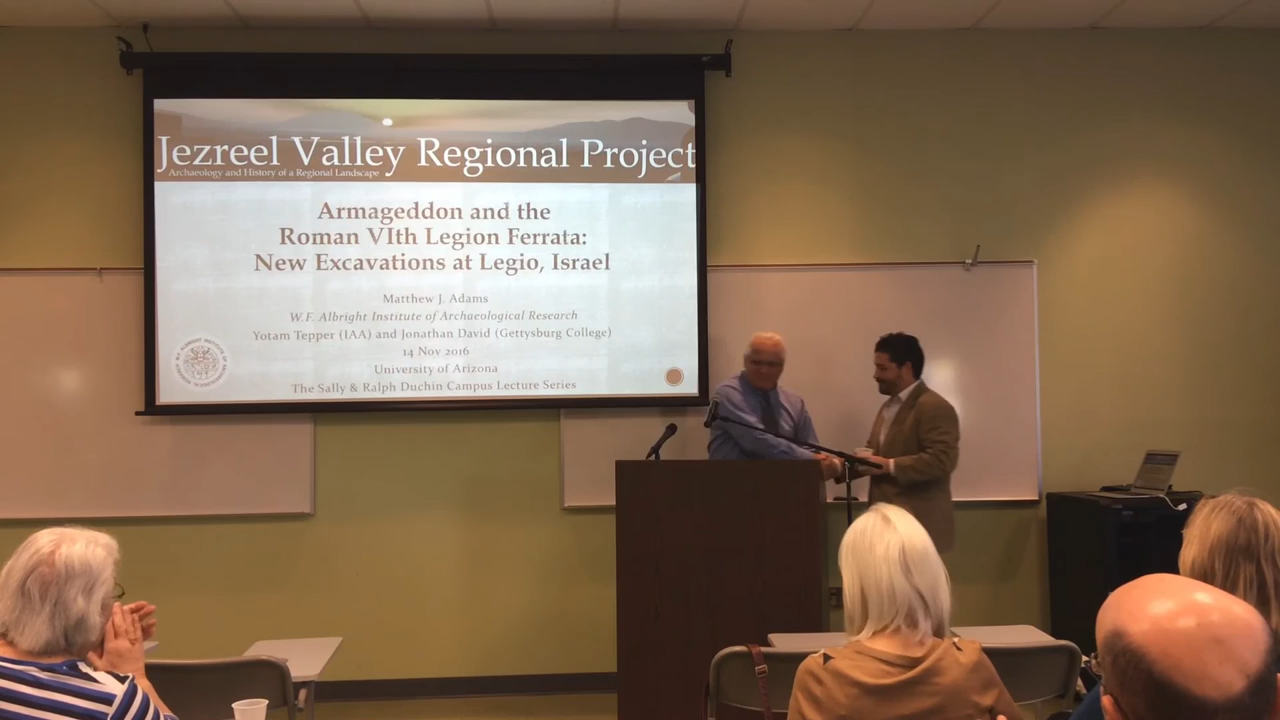 Jezreel Valley Regional Project
Archaeology and History of a Regional Landscape
Armageddon and the
Roman VIth Legion Ferrata:
New Excavations at Legio, Israel
Matthew J. Adams
W.F. Albright Institute of Archaeological Research
Yotam Tepper (IAA) and Jonathan David (Gettysburg College)
14 Nov 2016
University of Arizona
The Sally & Ralph Duchin Campus Lecture Series